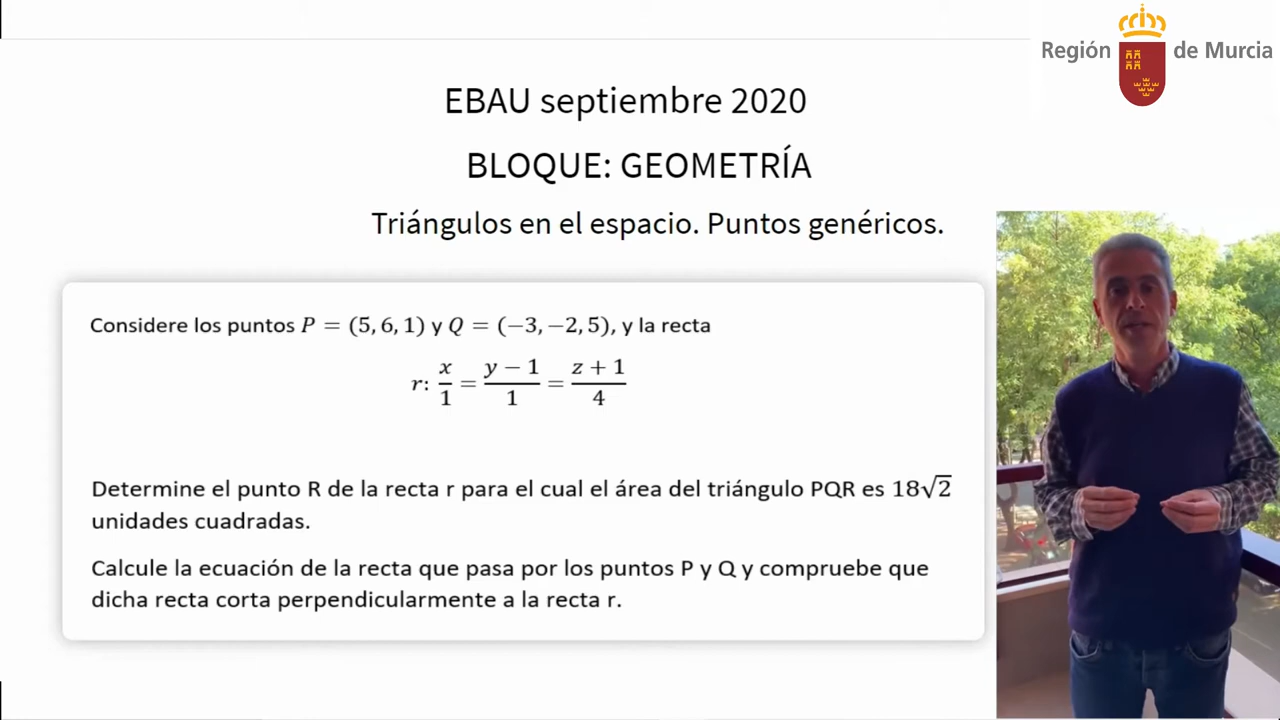 Región de Murcia
EBAU septiembre 2020
BLOQUE: GEOMETRÍA
Triángulos en el espacio. Puntos genéricos.
Considere los puntos P = (5, 6, 1) y Q = (−3, −2, 5), y la recta
r: x/1 = (y − 1)/1 = (z + 1)/4
Determine el punto R de la recta r para el cual el área del triángulo PQR es 18√2
unidades cuadradas.
Calcule la ecuación de la recta que pasa por los puntos P y Q y compruebe que
dicha recta corta perpendicularmente a la recta r.